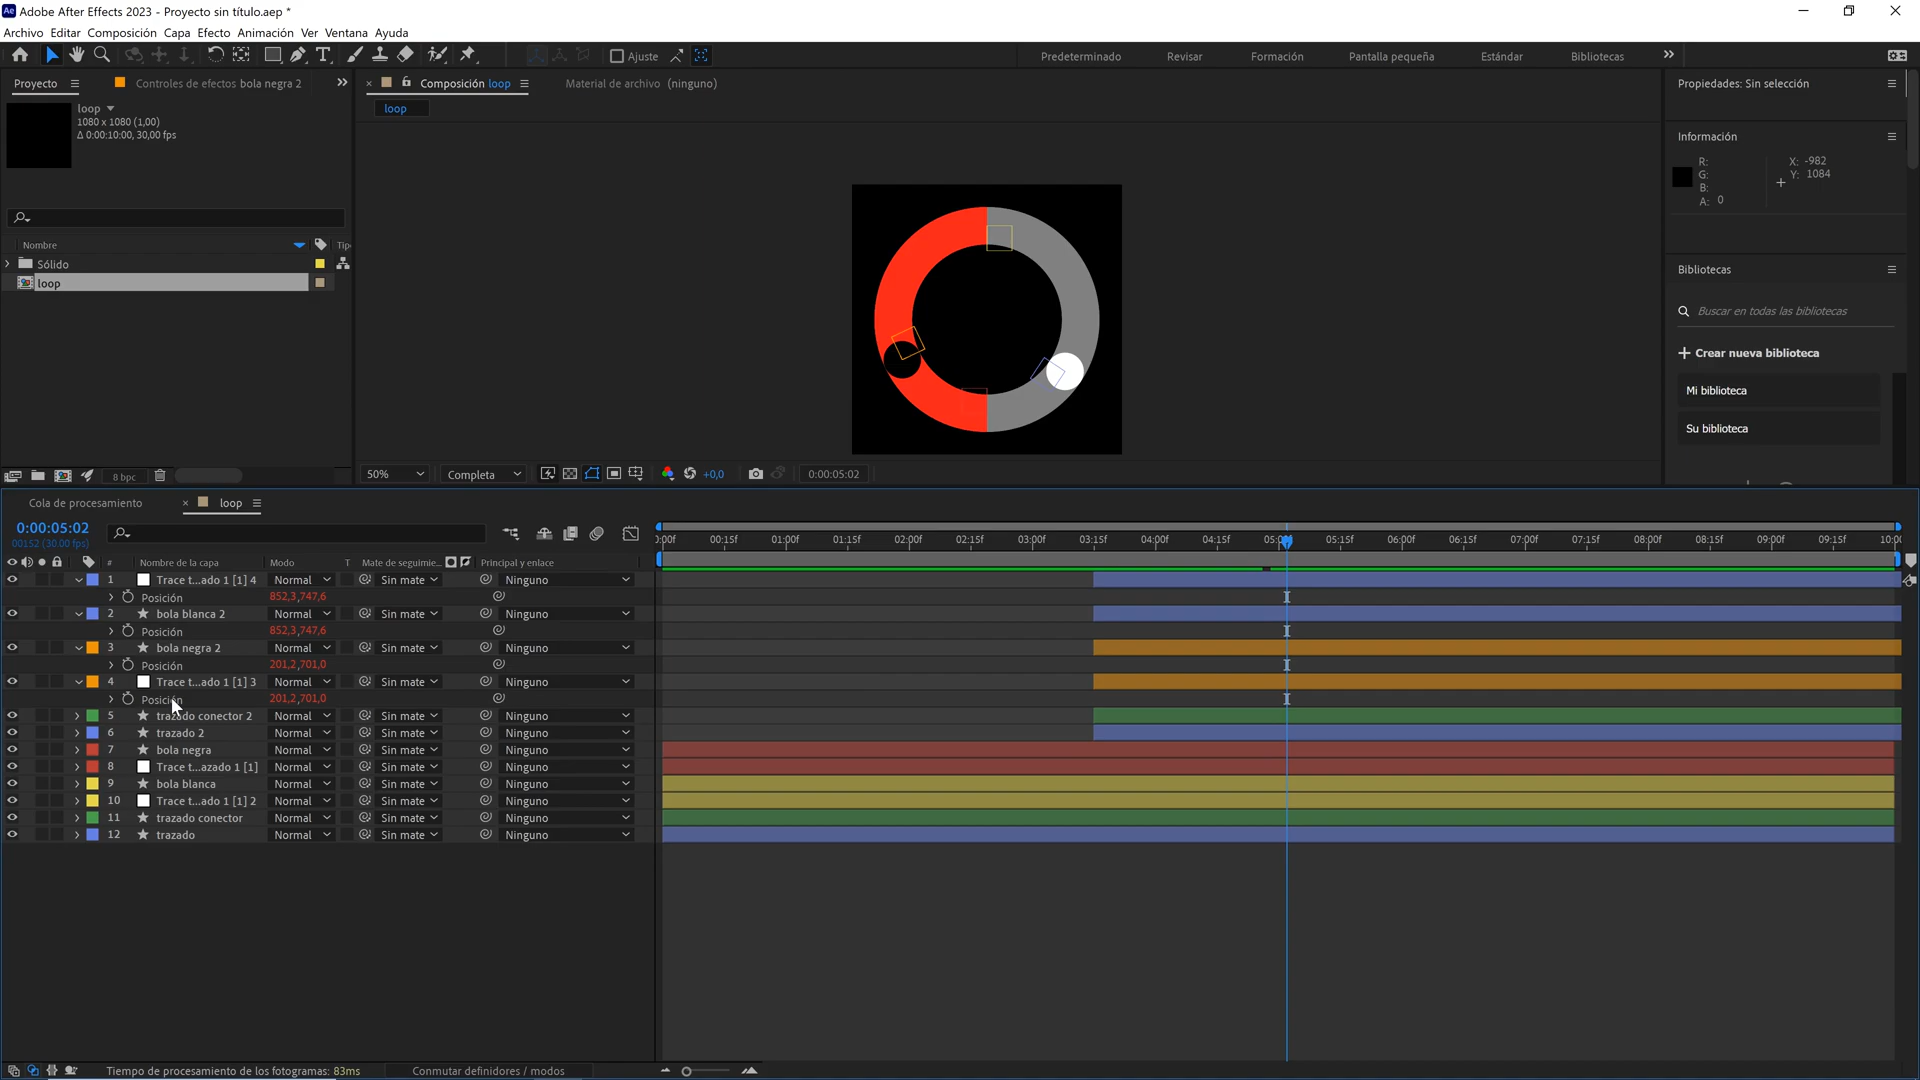 Adobe After Effects 2023 - Proyecto sin título.aep *
Archivo Editar Composición Capa Efecto Animación Ver Ventana Ayuda
Ajuste Predeterminado Revisar Formación Pantalla pequeña Estándar Bibliotecas
Proyecto Controles de efectos bola negra 2 Composición loop Material de archivo (ninguno) Propiedades: Sin selección
loop
1080 x 1080 (1,00)
Δ 0:00:10:00, 30,00 fps
loop
Información
R:
G:
B:
A: 0
X: -982
Y: 1084
Nombre Tipo
Sólido
loop
Bibliotecas
Buscar en todas las bibliotecas
Crear nueva biblioteca
Mi biblioteca
Su biblioteca
8 bpc 50% Completa +0,0 0:00:05:02
Cola de procesamiento loop
0:00:05:02
00152 (30.00 fps)
0:00f 00:15f 01:00f 01:15f 02:00f 02:15f 03:00f 03:15f 04:00f 04:15f 05:00f 05:15f 06:00f 06:15f 07:00f 07:15f 08:00f 08:15f 09:00f 09:15f 10:00
# Nombre de la capa Modo T Mate de seguimie... Principal y enlace
1 Trace t...ado 1 [1] 4 Normal Sin mate Ninguno
Posición 852,3,747,6
2 bola blanca 2 Normal Sin mate Ninguno
Posición 852,3,747,6
3 bola negra 2 Normal Sin mate Ninguno
Posición 201,2,701,0
4 Trace t...ado 1 [1] 3 Normal Sin mate Ninguno
Posición 201,2,701,0
5 trazado conector 2 Normal Sin mate Ninguno
6 trazado 2 Normal Sin mate Ninguno
7 bola negra Normal Sin mate Ninguno
8 Trace t...azado 1 [1] Normal Sin mate Ninguno
9 bola blanca Normal Sin mate Ninguno
10 Trace t...ado 1 [1] 2 Normal Sin mate Ninguno
11 trazado conector Normal Sin mate Ninguno
12 trazado Normal Sin mate Ninguno
Tiempo de procesamiento de los fotogramas: 83ms Conmutar definidores / modos